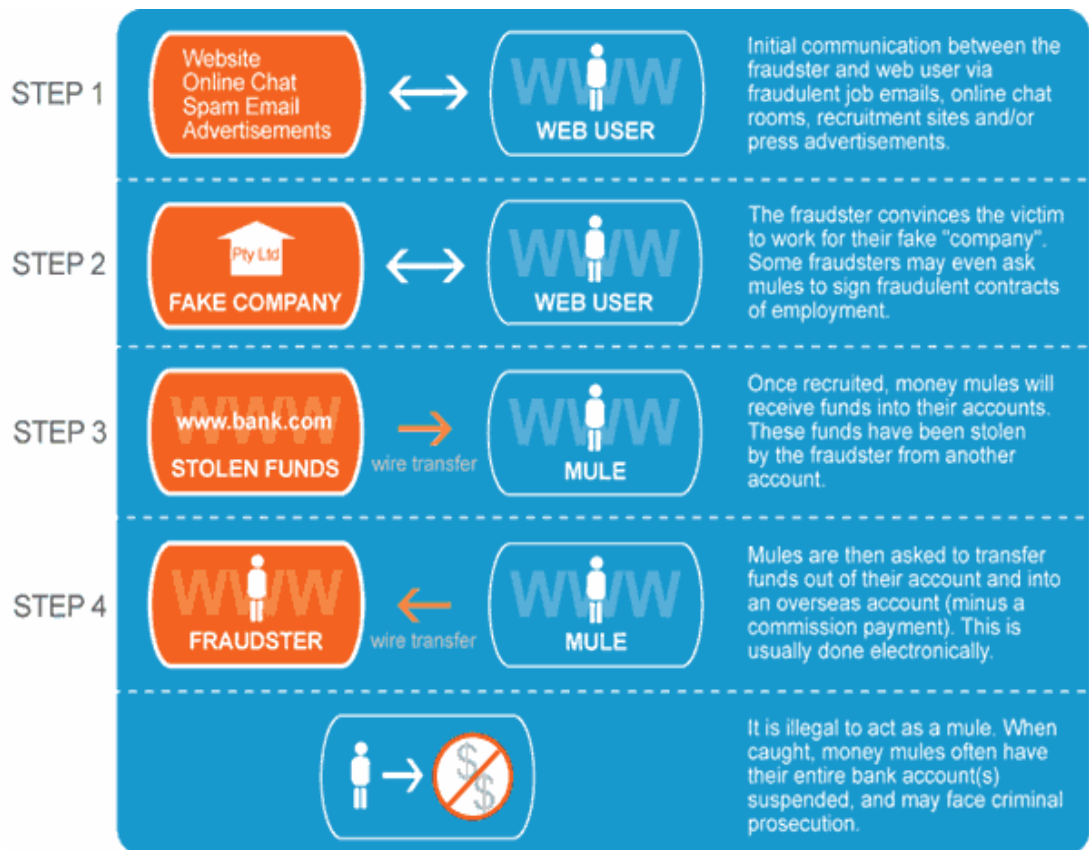 STEP 1
Website
Online Chat
Spam Email
Advertisements
WWW
WEB USER
Initial communication between the
fraudster and web user via
fraudulent job emails, online chat
rooms, recruitment sites and/or
press advertisements.
STEP 2
Pty Ltd
FAKE COMPANY
WWW
WEB USER
The fraudster convinces the victim
to work for their fake "company".
Some fraudsters may even ask
mules to sign fraudulent contracts
of employment.
STEP 3
WWW
www.bank.com
STOLEN FUNDS
wire transfer
WWW
MULE
Once recruited, money mules will
receive funds into their accounts.
These funds have been stolen
by the fraudster from another
account.
STEP 4
WWW
FRAUDSTER
wire transfer
WWW
MULE
Mules are then asked to transfer
funds out of their account and into
an overseas account (minus a
commission payment). This is
usually done electronically.
$
$
It is illegal to act as a mule. When
caught, money mules often have
their entire bank account(s)
suspended, and may face criminal
prosecution.